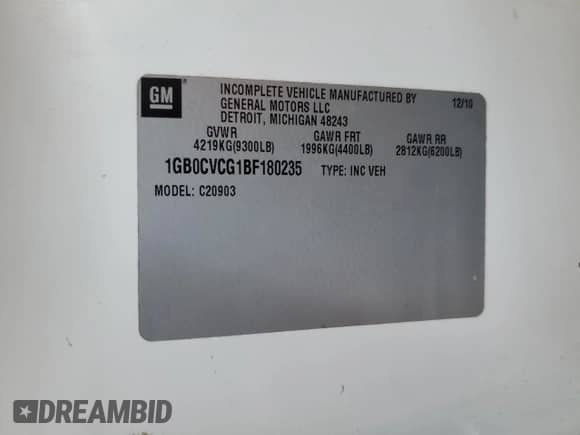 GM
®
INCOMPLETE VEHICLE MANUFACTURED BY
GENERAL MOTORS LLC 12/10
DETROIT, MICHIGAN 48243
GVWR GAWR FRT GAWR RR
4219KG(9300LB) 1996KG(4400LB) 2812KG(6200LB)
1GB0CVCG1BF180235 TYPE: INC VEH
MODEL: C20903
DREAMBID